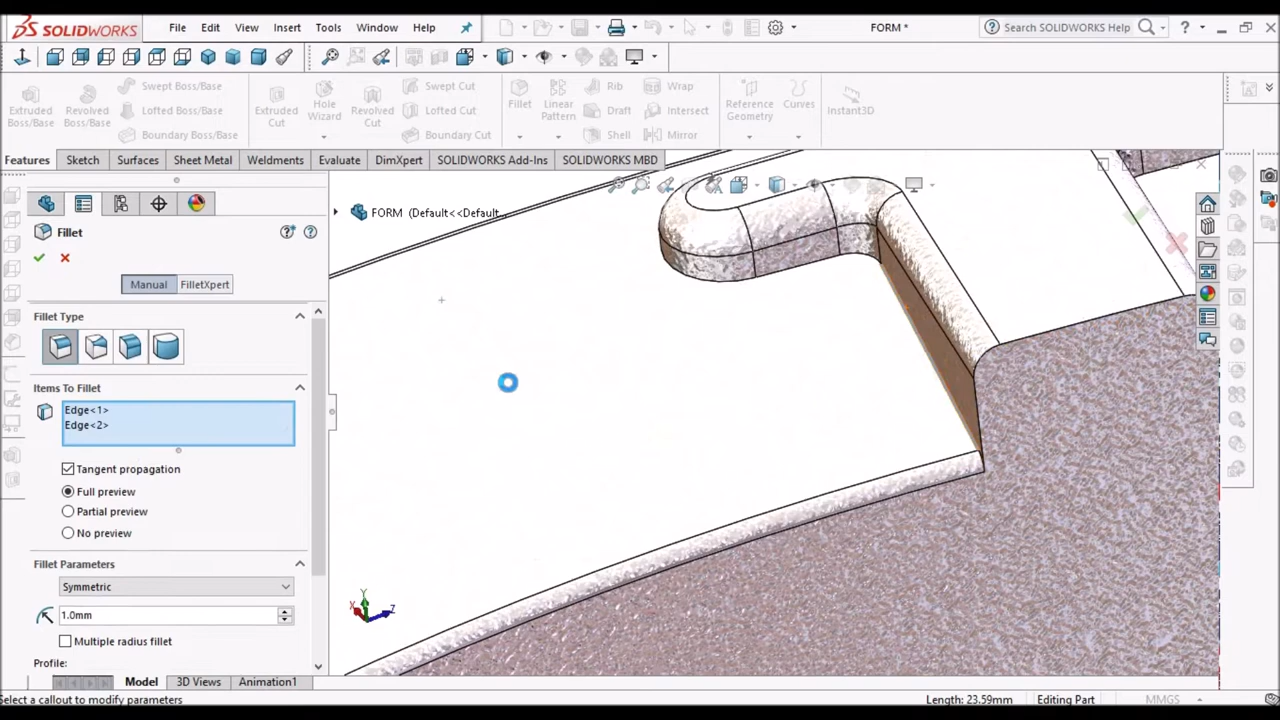 SOLIDWORKS File Edit View Insert Tools Window Help FORM * Search SOLIDWORKS Help
Extruded Boss/Base
Revolved Boss/Base
Swept Boss/Base
Lofted Boss/Base
Boundary Boss/Base
Extruded Cut
Hole Wizard
Revolved Cut
Swept Cut
Lofted Cut
Boundary Cut
Fillet
Linear Pattern
Rib
Draft
Shell
Wrap
Intersect
Mirror
Reference Geometry
Curves
Instant3D
Features Sketch Surfaces Sheet Metal Weldments Evaluate DimXpert SOLIDWORKS Add-Ins SOLIDWORKS MBD
FORM (Default<<Default...
Fillet
Manual FilletXpert
Fillet Type
Items To Fillet
Edge<1>
Edge<2>
Tangent propagation
Full preview
Partial preview
No preview
Fillet Parameters
Symmetric
1.0mm
Multiple radius fillet
Profile:
Y
X
Z
Model 3D Views Animation1
Select a callout to modify parameters Length: 23.59mm Editing Part MMGS